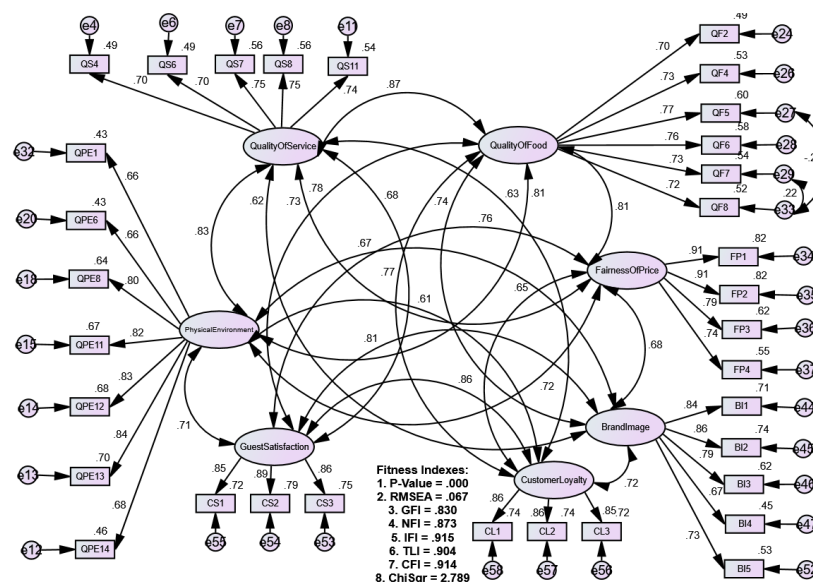 e4
e6
e7
e8
e11
.49
.49
.56
.56
.54
QS4
QS6
QS7
QS8
QS11
.70
.70
.75
.75
.74
QualityOfService
.87
QualityOfFood
.49
QF2
e24
.70
.53
QF4
e26
.73
.60
QF5
e27
.77
.58
QF6
e28
.76
.54
QF7
e29
.73
.52
QF8
e33
.72
.22
e32
.43
QPE1
.66
e20
.43
QPE6
.66
e18
.64
QPE8
.80
e15
.67
QPE11
.82
e14
.68
QPE12
.83
e13
.70
QPE13
.84
e12
.46
QPE14
.68
PhysicalEnvironment
.83
.62
.73
.78
.68
.74
.63
.81
.81
.76
.67
.77
.65
.61
.81
.86
.72
.68
.71
.72
FairnessOfPrice
.91
.82
FP1
e34
.91
.82
FP2
e35
.79
.62
FP3
e36
.74
.55
FP4
e37
BrandImage
.84
.71
BI1
e44
.86
.74
BI2
e45
.79
.62
BI3
e46
.67
.45
BI4
e47
.73
.53
BI5
GuestSatisfaction
.85
.72
.89
.79
.86
.75
CS1
CS2
CS3
e55
e54
e53
CustomerLoyalty
.86
.74
.86
.74
.85
.72
CL1
CL2
CL3
e58
e57
e56
Fitness Indexes:
1. P-Value = .000
2. RMSEA = .067
3. GFI = .830
4. NFI = .873
5. IFI = .915
6. TLI = .904
7. CFI = .914
8. ChiSqr = 2.789